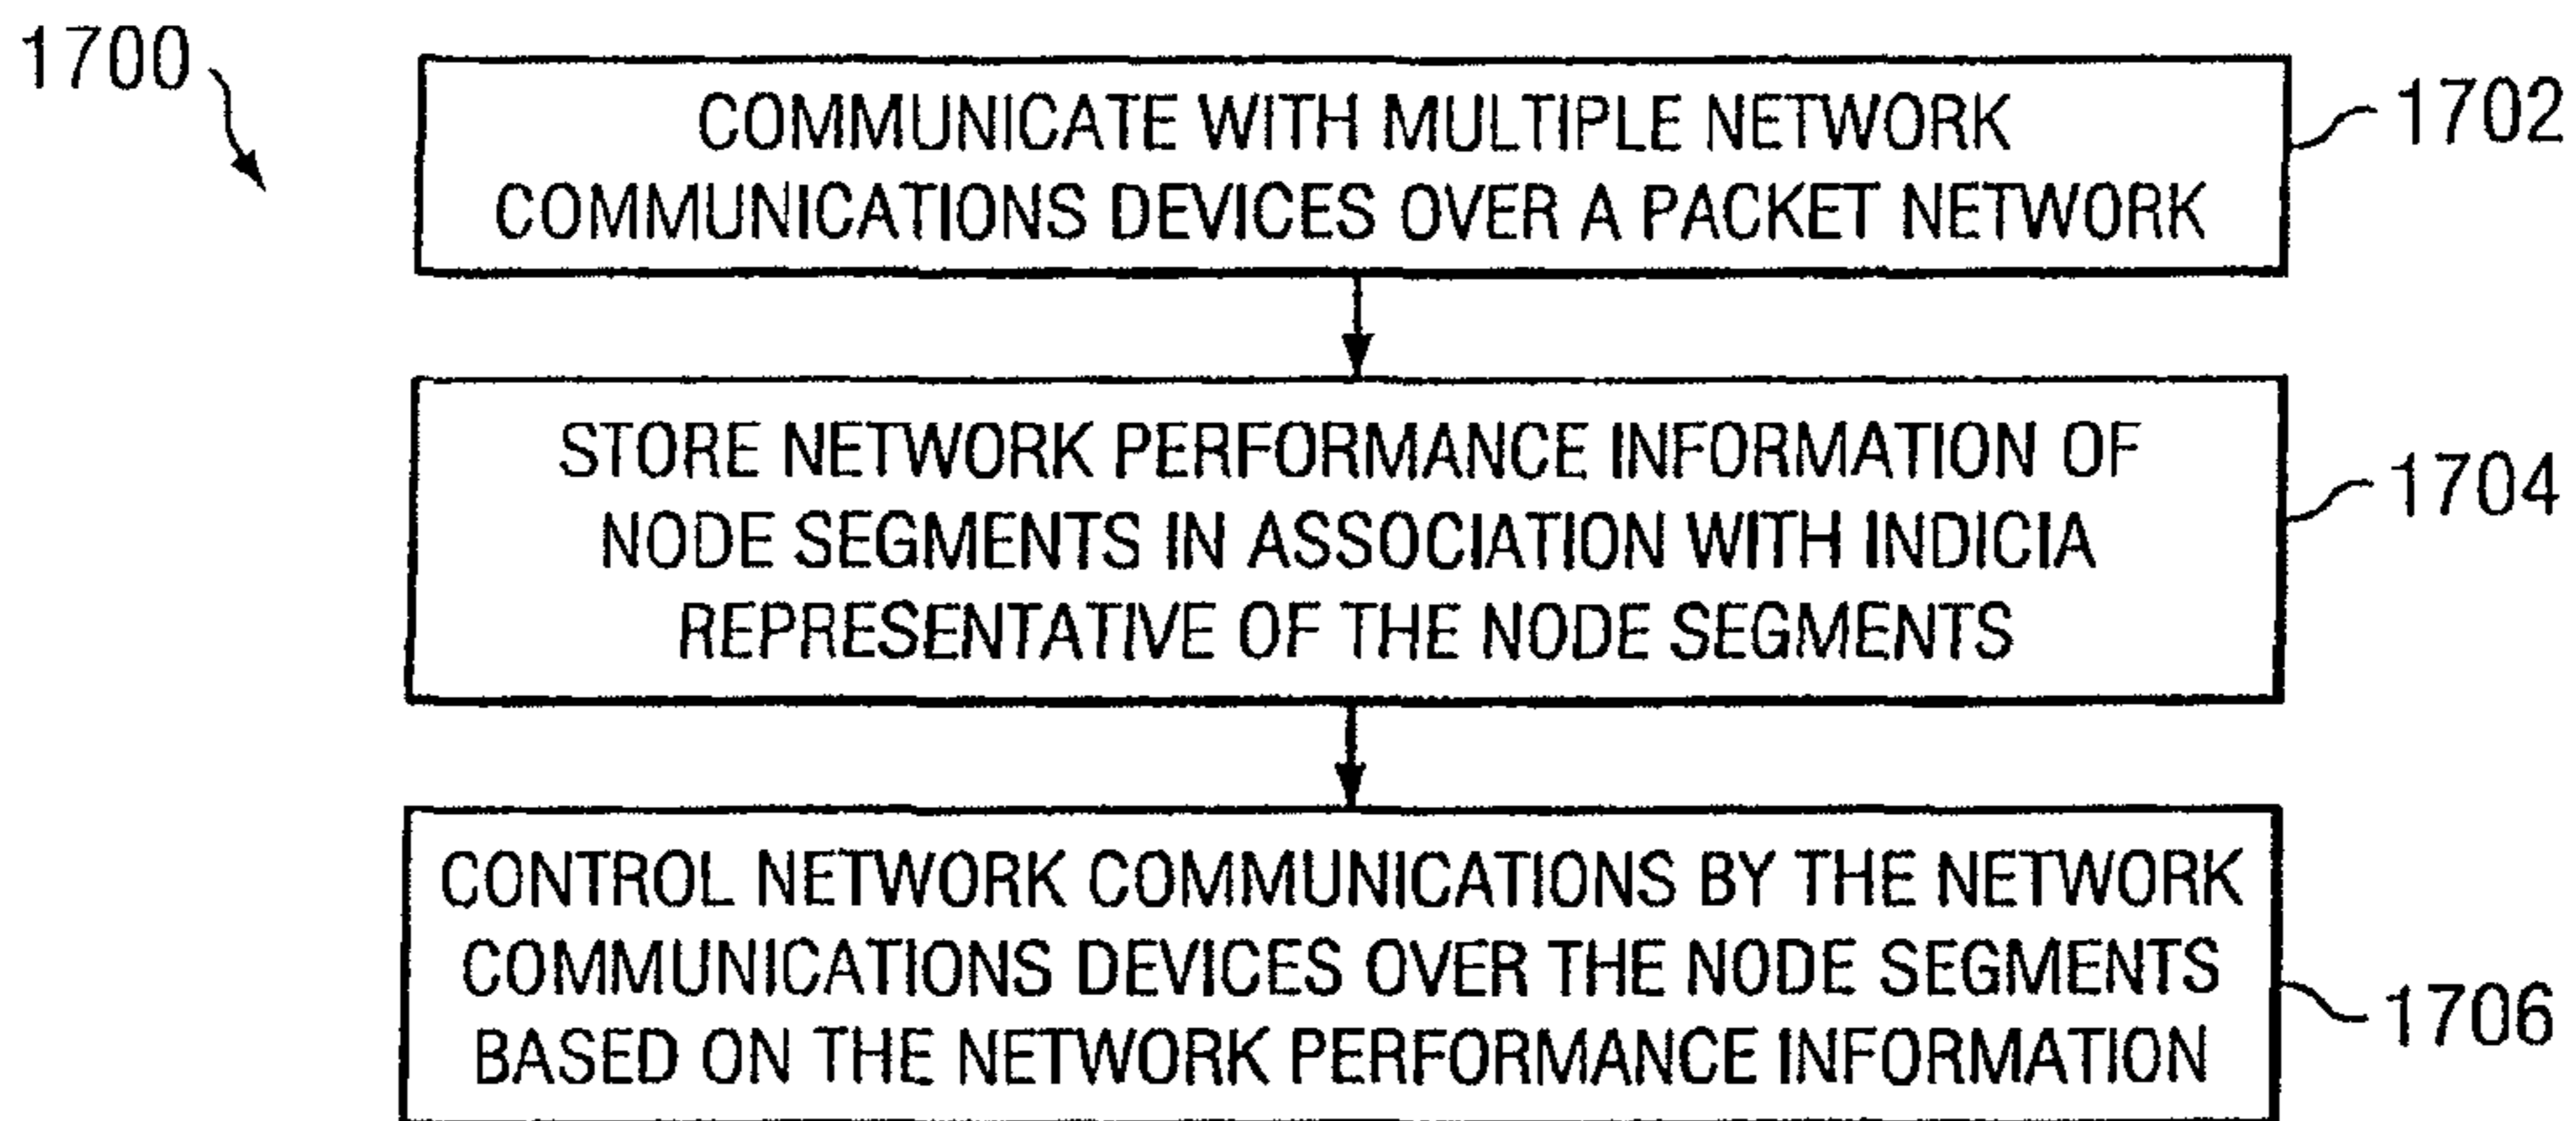 1700
COMMUNICATE WITH MULTIPLE NETWORK
COMMUNICATIONS DEVICES OVER A PACKET NETWORK
1702
STORE NETWORK PERFORMANCE INFORMATION OF
NODE SEGMENTS IN ASSOCIATION WITH INDICIA
REPRESENTATIVE OF THE NODE SEGMENTS
1704
CONTROL NETWORK COMMUNICATIONS BY THE NETWORK
COMMUNICATIONS DEVICES OVER THE NODE SEGMENTS
BASED ON THE NETWORK PERFORMANCE INFORMATION
1706